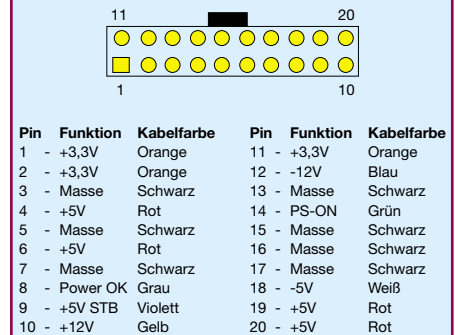 11 20
1 10
Pin Funktion Kabelfarbe Pin Funktion Kabelfarbe
1 - +3,3V Orange 11 - +3,3V Orange
2 - +3,3V Orange 12 - -12V Blau
3 - Masse Schwarz 13 - Masse Schwarz
4 - +5V Rot 14 - PS-ON Grün
5 - Masse Schwarz 15 - Masse Schwarz
6 - +5V Rot 16 - Masse Schwarz
7 - Masse Schwarz 17 - Masse Schwarz
8 - Power OK Grau 18 - -5V Weiß
9 - +5V STB Violett 19 - +5V Rot
10 - +12V Gelb 20 - +5V Rot